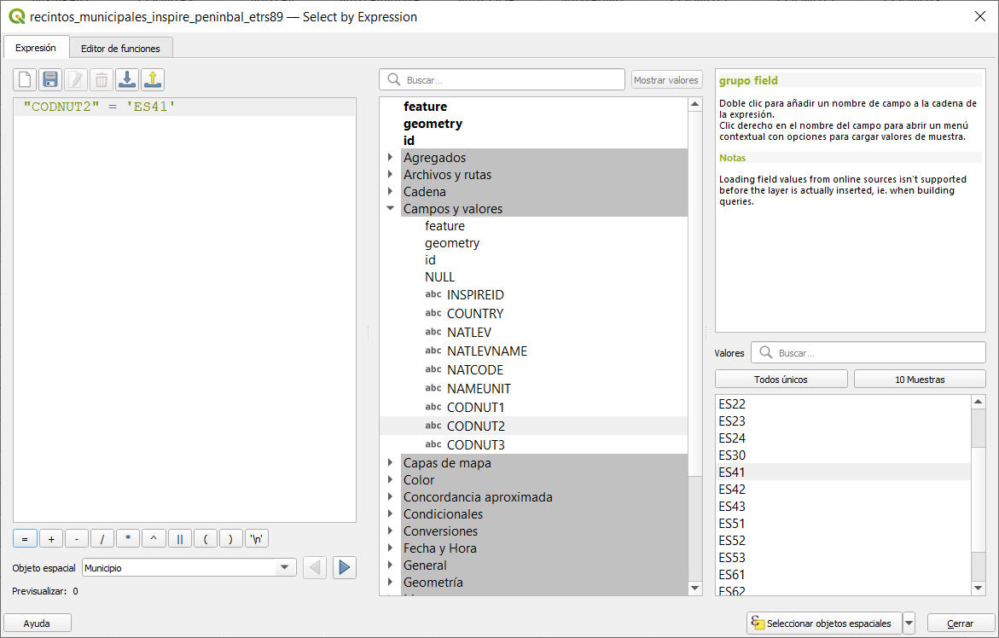 recintos_municipales_inspire_peninbal_etrs89 — Select by Expression
Expresión
Editor de funciones
"CODNUT2" = 'ES41'
= + - / * ^ || ( ) '\n'
Objeto espacial Municipio
Previsualizar: 0
Ayuda
Buscar...
Mostrar valores
feature
geometry
id
Agregados
Archivos y rutas
Cadena
Campos y valores
feature
geometry
id
NULL
abc INSPIREID
abc COUNTRY
abc NATLEV
abc NATLEVNAME
abc NATCODE
abc NAMEUNIT
abc CODNUT1
abc CODNUT2
abc CODNUT3
Capas de mapa
Color
Concordancia aproximada
Condicionales
Conversiones
Fecha y Hora
General
Geometría
grupo field
Doble clic para añadir un nombre de campo a la cadena de
la expresión.
Clic derecho en el nombre del campo para abrir un menú
contextual con opciones para cargar valores de muestra.
Notas
Loading field values from online sources isn't supported
before the layer is actually inserted, ie. when building
queries.
Valores Buscar...
Todos únicos
10 Muestras
ES22
ES23
ES24
ES30
ES41
ES42
ES43
ES51
ES52
ES53
ES61
ES62
Seleccionar objetos espaciales
Cerrar